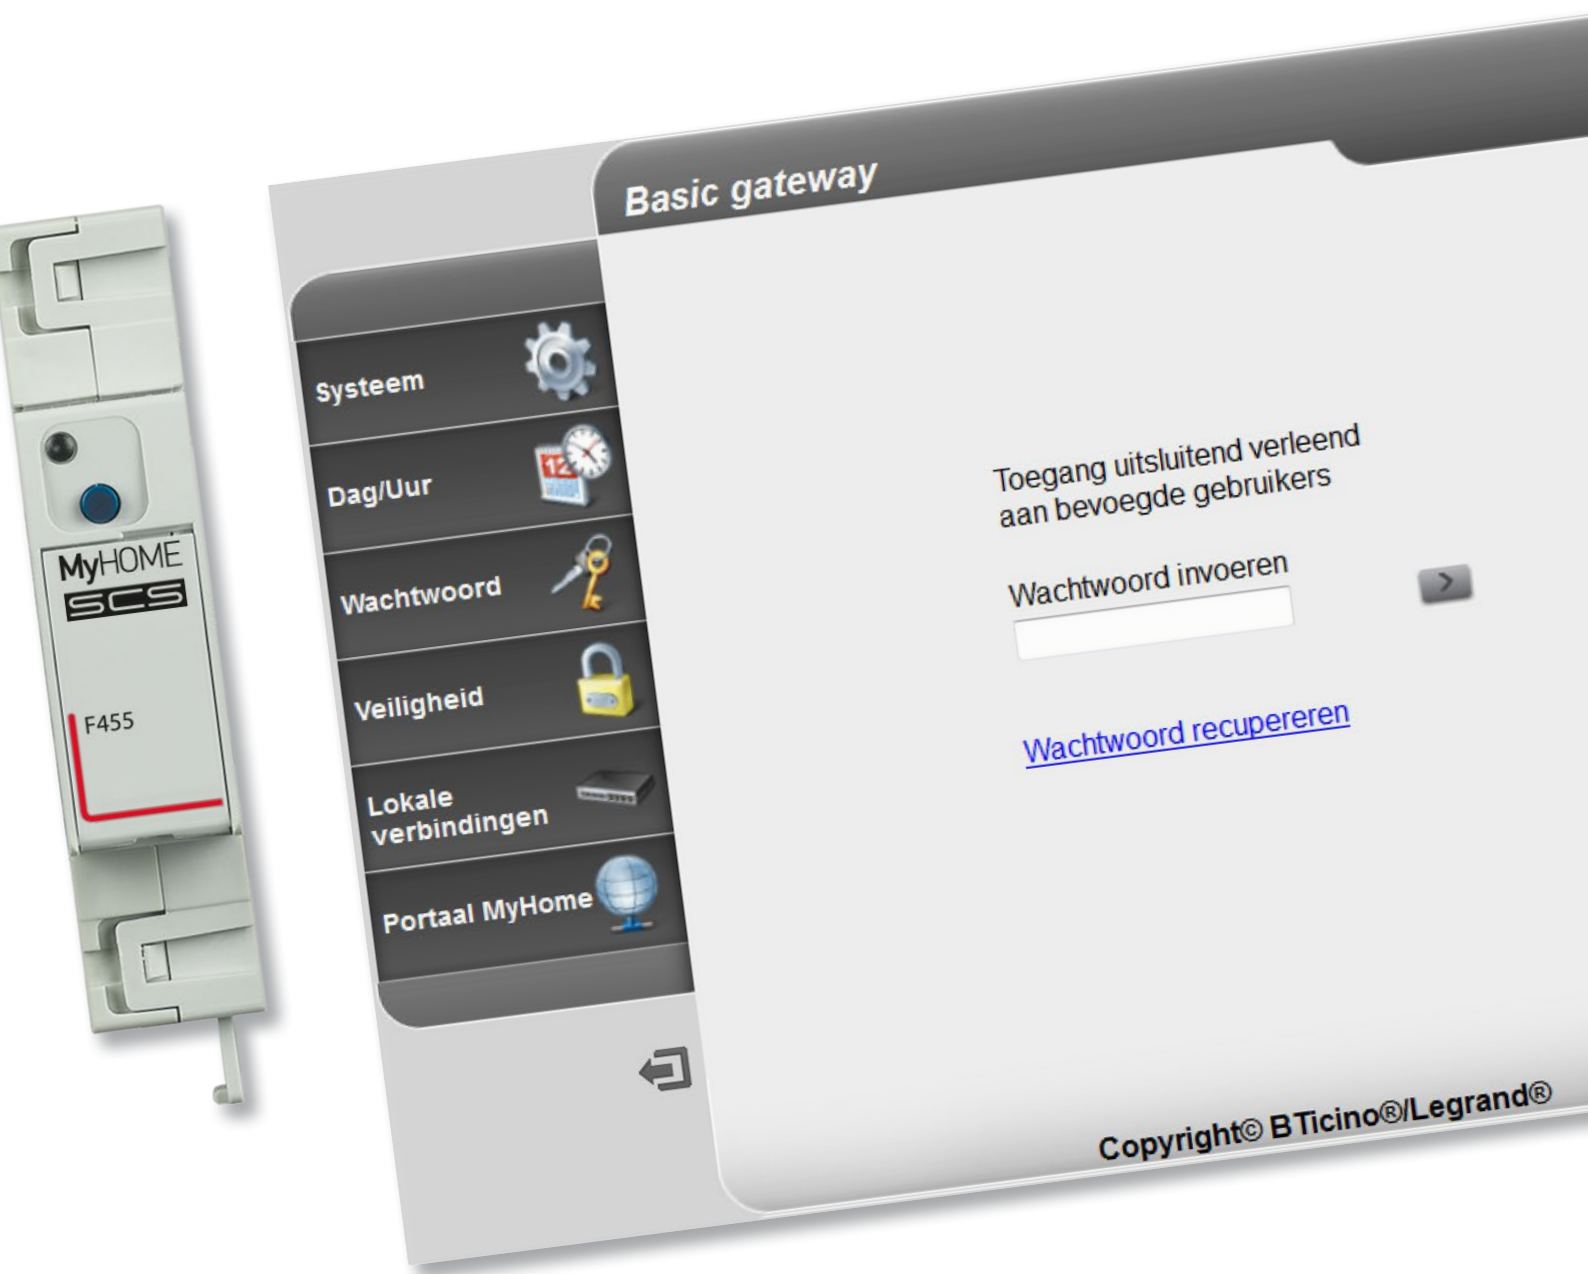 Basic gateway
Systeem
Dag/Uur
12
Wachtwoord
Veiligheid
Lokale
verbindingen
Portaal MyHome
Toegang uitsluitend verleend
aan bevoegde gebruikers
Wachtwoord invoeren
Wachtwoord recupereren
Copyright© BTicino®/Legrand®
MyHOME
SCS
F455